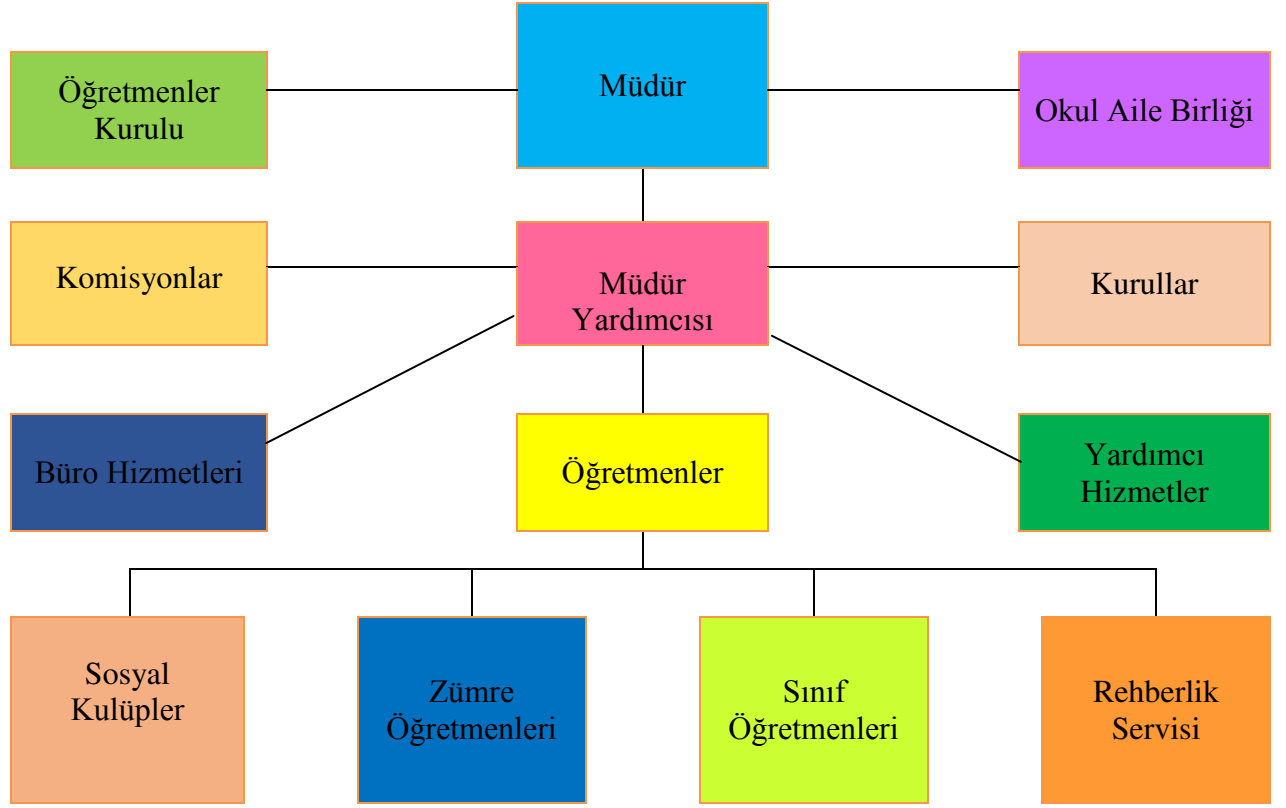 Öğretmenler
Kurulu
Müdür
Okul Aile Birliği
Komisyonlar
Müdür
Yardımcısı
Kurullar
Büro Hizmetleri
Öğretmenler
Yardımcı
Hizmetler
Sosyal
Kulüpler
Zümre
Öğretmenleri
Sınıf
Öğretmenleri
Rehberlik
Servisi